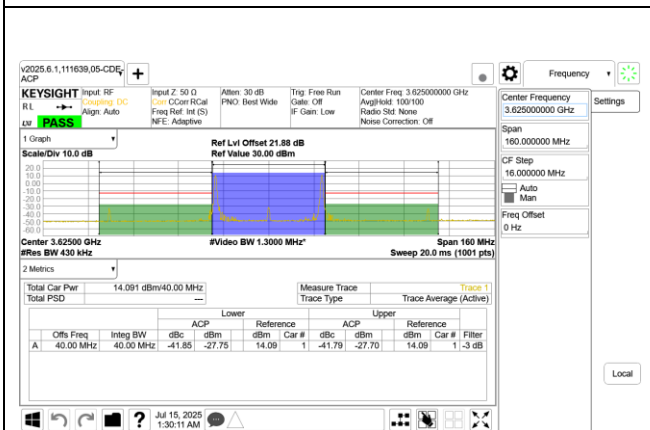 v2025.6.1,111639,05-CDE-
ACP
Frequency
KEYSIGHT
Input: RF
Input Z: 50 Ω
Atten: 30 dB
Trig: Free Run
Center Freq: 3.625000000 GHz
RL
Coupling: DC
Corr CCorr RCal
PNO: Best Wide
Gate: Off
Avg|Hold: 100/100
Align: Auto
Freq Ref: Int (S)
IF Gain: Low
Radio Std: None
LXI
PASS
NFE: Adaptive
Noise Correction: Off
Center Frequency
3.625000000 GHz
Settings
Span
160.000000 MHz
CF Step
16.000000 MHz
Auto
Man
Freq Offset
0 Hz
Local
1 Graph
Ref Lvl Offset 21.88 dB
Scale/Div 10.0 dB
Ref Value 30.00 dBm
20.0
10.0
0.00
-10.0
-20.0
-30.0
-40.0
-50.0
-60.0
Center 3.62500 GHz
#Video BW 1.3000 MHz*
Span 160 MHz
#Res BW 430 kHz
Sweep 20.0 ms (1001 pts)
2 Metrics
Total Car Pwr 14.091 dBm/40.00 MHz Measure Trace Trace 1
Total PSD --- Trace Type Trace Average (Active)
Lower Upper
ACP Reference ACP Reference
Offs Freq Integ BW dBc dBm dBm Car # dBc dBm dBm Car # Filter
A 40.00 MHz 40.00 MHz -41.85 -27.75 14.09 1 -41.79 -27.70 14.09 1 -3 dB
Jul 15, 2025
1:30:11 AM